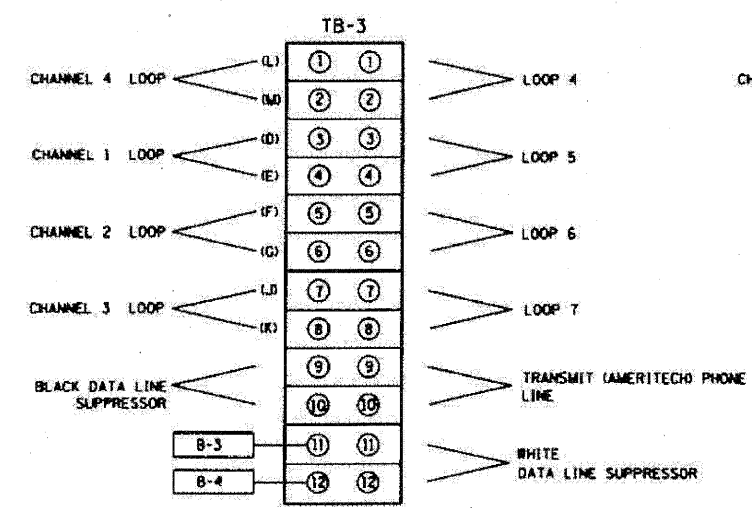 TB-3
CHANNEL 4 LOOP
(L)
1 1
LOOP 4
CH
(M)
2 2
CHANNEL 1 LOOP
(D)
3 3
LOOP 5
(E)
4 4
CHANNEL 2 LOOP
(F)
5 5
LOOP 6
(G)
6 6
CHANNEL 3 LOOP
(J)
7 7
LOOP 7
(K)
8 8
BLACK DATA LINE
SUPPRESSOR
9 9
TRANSMIT (AMERITECH) PHONE
LINE
10 10
B-3
11 11
WHITE
DATA LINE SUPPRESSOR
B-4
12 12